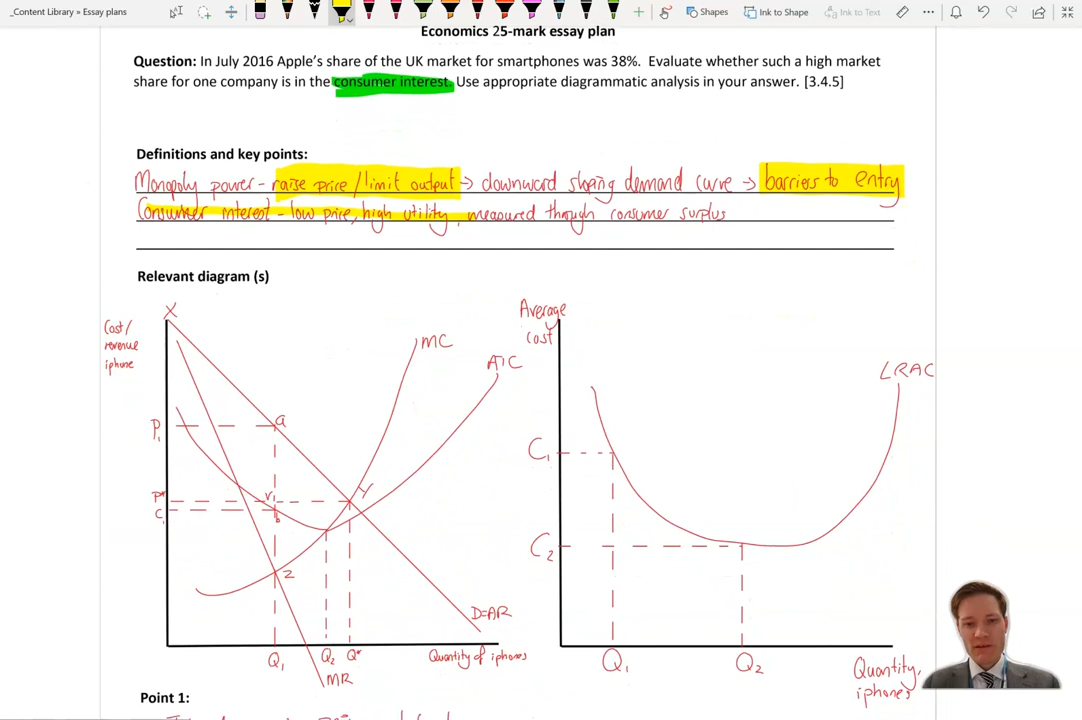 _Content Library » Essay plans
Shapes
Ink to Shape
Ink to Text
Economics 25-mark essay plan
Question: In July 2016 Apple's share of the UK market for smartphones was 38%. Evaluate whether such a high market
share for one company is in the consumer interest. Use appropriate diagrammatic analysis in your answer. [3.4.5]
Definitions and key points:
Monopoly power - raise price / limit output → downward sloping demand curve → barriers to entry
Consumer interest - low price, high utility, measured through consumer surplus
Relevant diagram (s)
Cost/
revenue
iphone
X
MC
ATC
P₁
a
P*
V
Y
C₁
b
Z
D=AR
Q₁
Q₂
Q*
Quantity of iphones
MR
Average
cost
LRAC
C₁
C₂
Q₁
Q₂
Quantity,
iphones
Point 1: